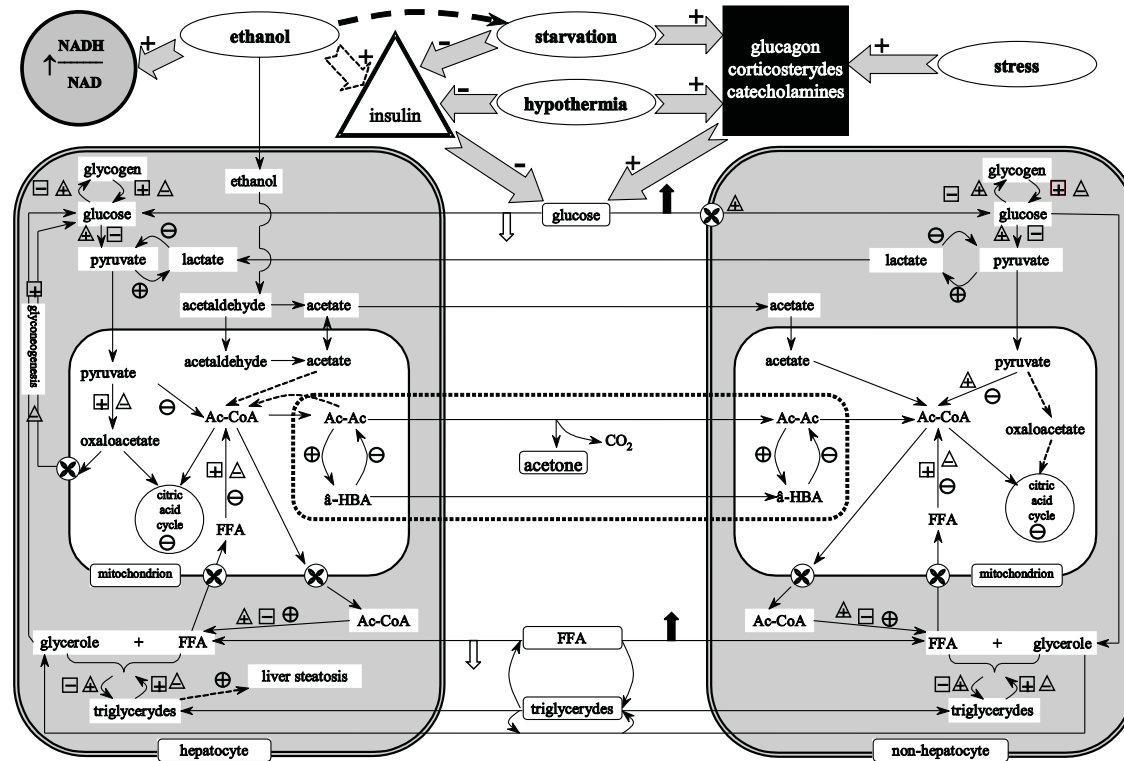 NADH
↑
NAD
+
ethanol
+
-
starvation
+
glucagon
corticosterydes
catecholamines
+
stress
insulin
-
hypothermia
+
-
+
glycogen
ethanol
glucose
glucose
glycogen
glucose
pyruvate
lactate
lactate
pyruvate
glyconeogenesis
acetaldehyde
acetate
acetate
acetaldehyde
acetate
acetate
pyruvate
pyruvate
Ac-CoA
Ac-Ac
Ac-Ac
Ac-CoA
oxaloacetate
CO2
oxaloacetate
acetone
citric
acid
cycle
â-HBA
â-HBA
citric
acid
cycle
FFA
FFA
mitochondrion
mitochondrion
Ac-CoA
Ac-CoA
glycerole + FFA
FFA
FFA + glycerole
liver steatosis
triglycerydes
triglycerydes
triglycerydes
hepatocyte
non-hepatocyte